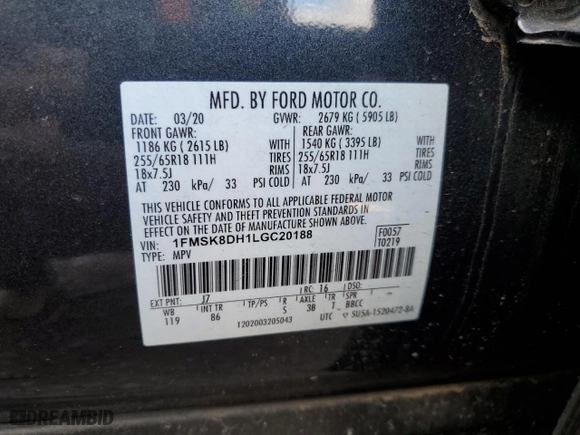 MFD. BY FORD MOTOR CO.
DATE: 03/20 GVWR: 2679 KG ( 5905 LB)
FRONT GAWR: REAR GAWR:
1186 KG ( 2615 LB) WITH 1540 KG ( 3395 LB) WITH
255/65R18 111H TIRES 255/65R18 111H TIRES
18x7.5J RIMS 18x7.5J RIMS
AT 230 kPa/ 33 PSI COLD AT 230 kPa/ 33 PSI COLD
THIS VEHICLE CONFORMS TO ALL APPLICABLE FEDERAL MOTOR
VEHICLE SAFETY AND THEFT PREVENTION STANDARDS IN
EFFECT ON THE DATE OF MANUFACTURE SHOWN ABOVE.
VIN: 1FMSK8DH1LGC20188 F0057
TYPE: MPV T0219
RC: 16 DSO:
EXT PNT: J7
WB INT TR TP/PS R AXLE TR SPR
119 86 S 3B T BBCC
1202003205043 UTC SU5A-1520472-BA
DREAMBID